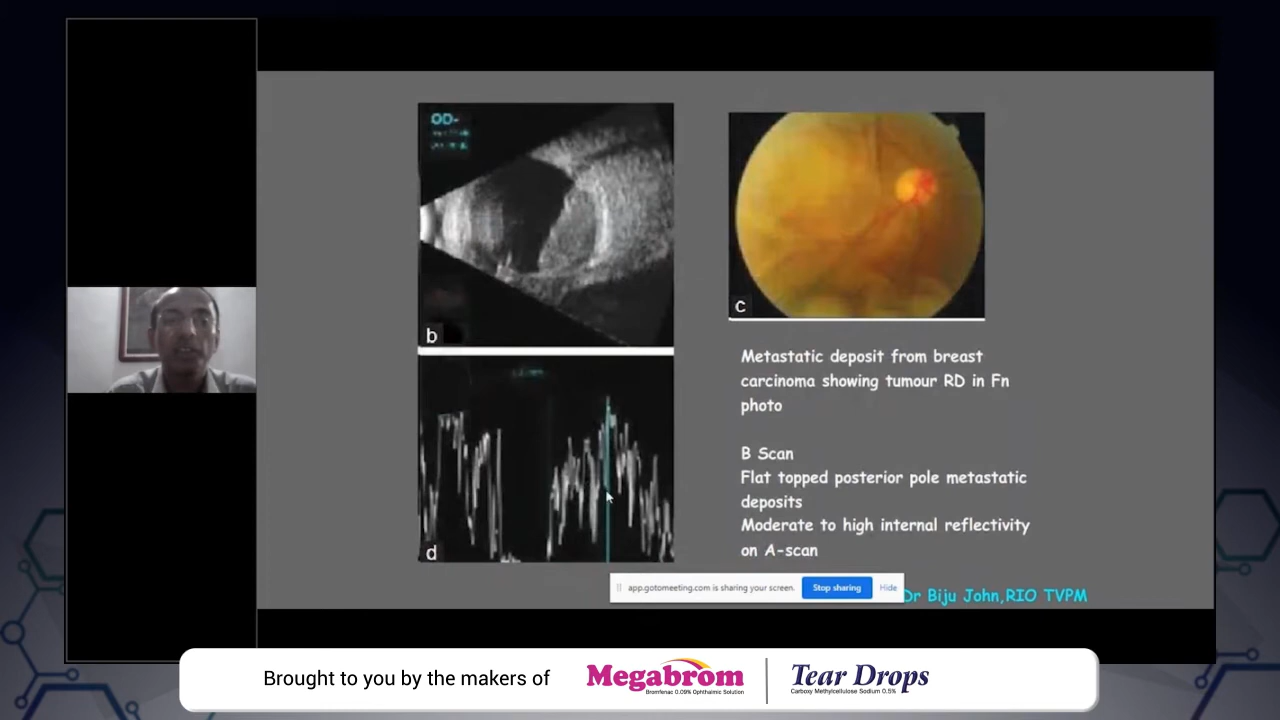 OD-
b
d
c
Metastatic deposit from breast
carcinoma showing tumour RD in Fn
photo
B Scan
Flat topped posterior pole metastatic
deposits
Moderate to high internal reflectivity
on A-scan
app.gotomeeting.com is sharing your screen.
Stop sharing
Hide
Dr Biju John,RIO TVPM
Brought to you by the makers of
Megabrom
Bromfenac 0.09% Ophthalmic Solution
Tear Drops
Carboxy Methylcellulose Sodium 0.5%